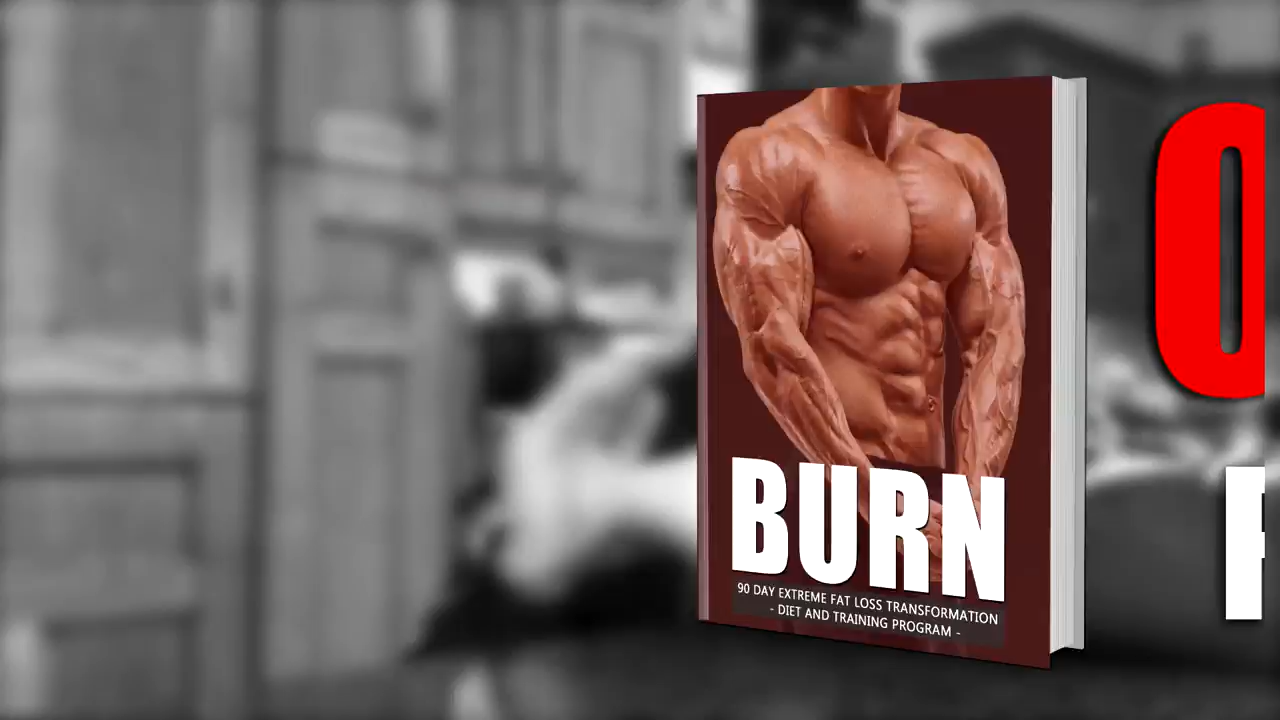 BURN
90 DAY EXTREME FAT LOSS TRANSFORMATION
- DIET AND TRAINING PROGRAM -